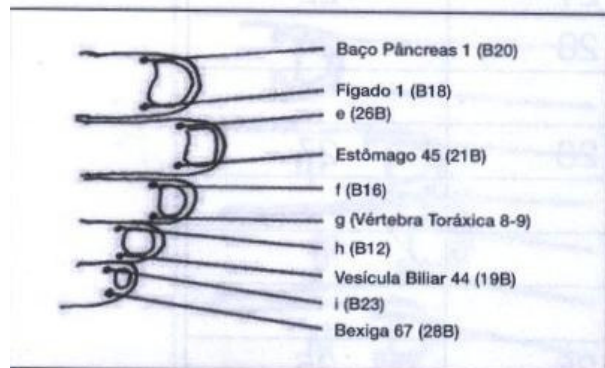 Baço Pâncreas 1 (B20)
Fígado 1 (B18)
e (26B)
Estômago 45 (21B)
f (B16)
g (Vértebra Toráxica 8-9)
h (B12)
Vesícula Biliar 44 (19B)
i (B23)
Bexiga 67 (28B)